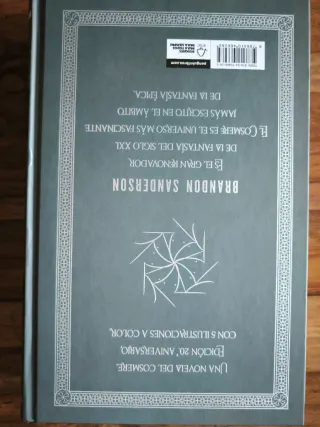 UNA NOVELA DEL COSMERE.
EDICIÓN 20º ANIVERSARIO,
CON 8 ILUSTRACIONES A COLOR.
BRANDON SANDERSON
ES EL GRAN RENOVADOR
DE LA FANTASÍA DEL SIGLO XXI.
EL COSMERE ES EL UNIVERSO MÁS FASCINANTE
JAMÁS ESCRITO EN EL ÁMBITO
DE LA FANTASÍA ÉPICA.
penguinlibros.com